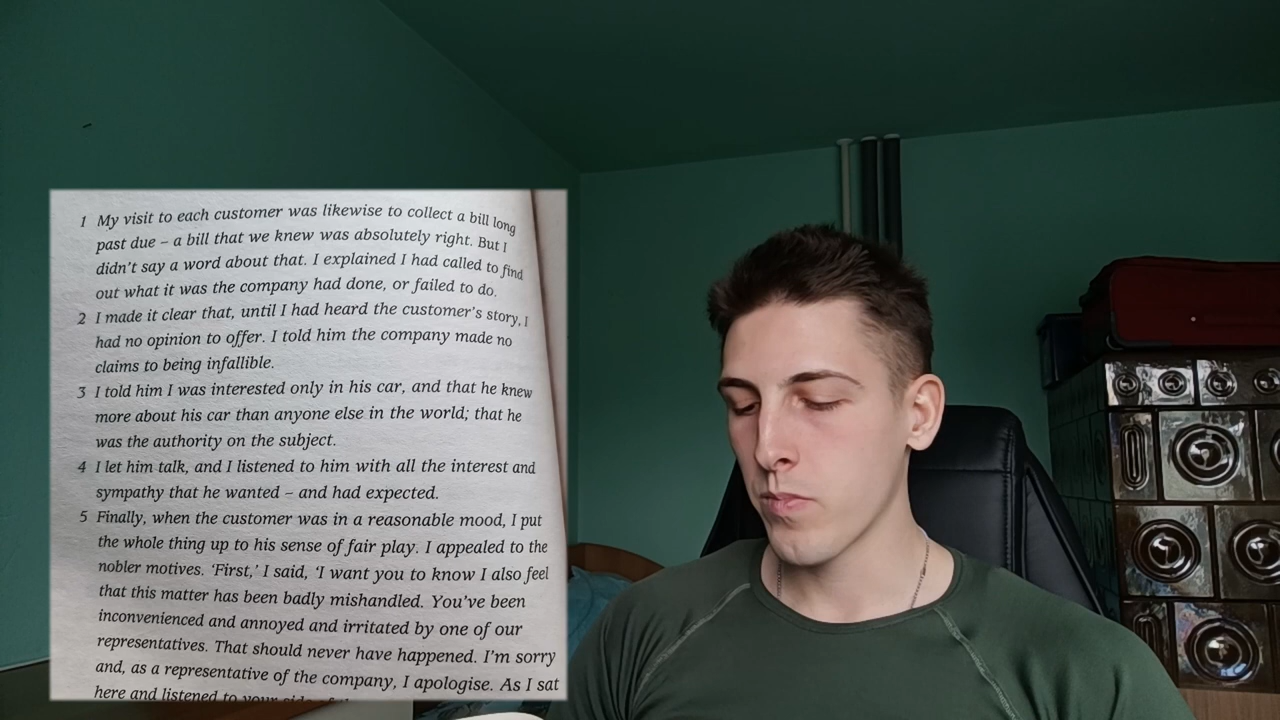 1 My visit to each customer was likewise to collect a bill long
past due – a bill that we knew was absolutely right. But I
didn't say a word about that. I explained I had called to find
out what it was the company had done, or failed to do.
2 I made it clear that, until I had heard the customer's story, I
had no opinion to offer. I told him the company made no
claims to being infallible.
3 I told him I was interested only in his car, and that he knew
more about his car than anyone else in the world; that he
was the authority on the subject.
4 I let him talk, and I listened to him with all the interest and
sympathy that he wanted – and had expected.
5 Finally, when the customer was in a reasonable mood, I put
the whole thing up to his sense of fair play. I appealed to the
nobler motives. 'First,' I said, 'I want you to know I also feel
that this matter has been badly mishandled. You've been
inconvenienced and annoyed and irritated by one of our
representatives. That should never have happened. I'm sorry
and, as a representative of the company, I apologise. As I sat
here and listened to your side of the